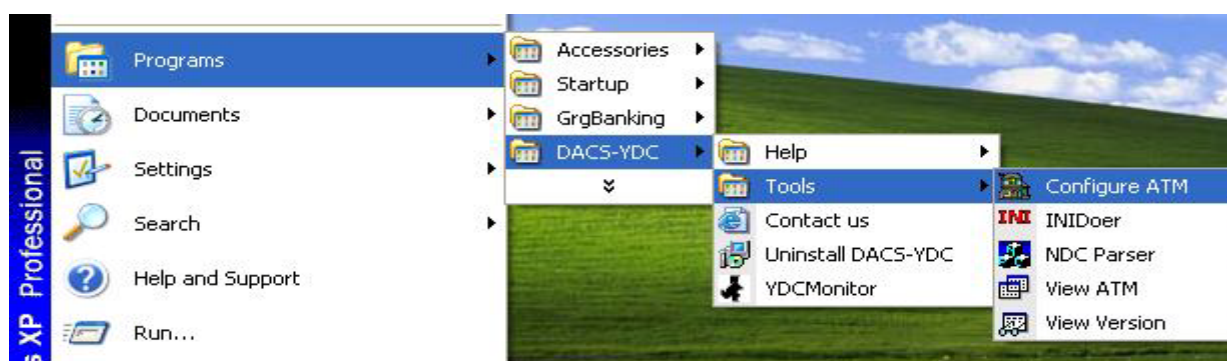 Programs
Documents
Settings
Search
Help and Support
Run...
s XP Professional
Accessories
Startup
GrgBanking
DACS-YDC
Help
Tools
Contact us
Uninstall DACS-YDC
YDCMonitor
Configure ATM
INI INIDoer
NDC Parser
View ATM
View Version